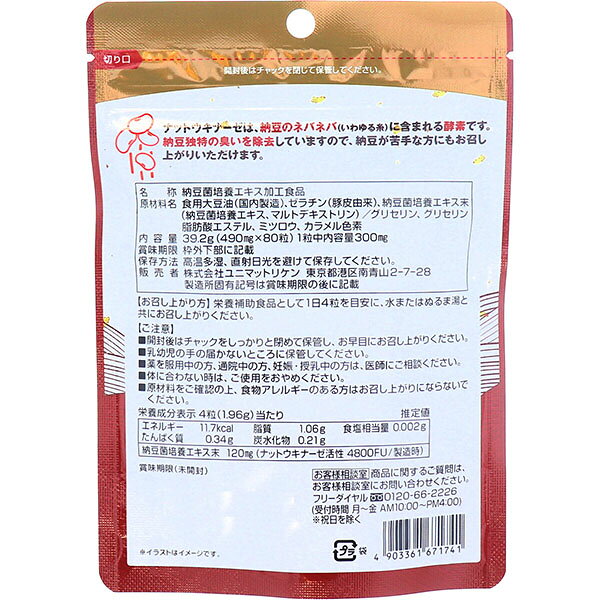 切り口
開封後はチャックを閉じて保管してください。
ナットウキナーゼは、納豆のネバネバ(いわゆる糸)に含まれる酵素です。
納豆独特の臭いを除去していますので、納豆が苦手な方にもお召し
上がりいただけます。
名称 納豆菌培養エキス加工食品
原材料名 食用大豆油(国内製造)、ゼラチン(豚皮由来)、納豆菌培養エキス末
(納豆菌培養エキス、マルトデキストリン)/グリセリン、グリセリン
脂肪酸エステル、ミツロウ、カラメル色素
内容量 39.2g(490mg×80粒) 1粒中内容量300mg
賞味期限 枠外下部に記載
保存方法 高温多湿、直射日光を避けて保存してください。
販売者 株式会社ユニマットリケン 東京都港区南青山2-7-28
製造所固有記号は賞味期限の後に記載
【お召し上がり方】栄養補助食品として1日4粒を目安に、水またはぬるま湯と
共にお召し上がりください。
【ご注意】
■開封後はチャックをしっかりと閉めて保管し、お早目にお召し上がりください。
■乳幼児の手の届かないところに保管してください。
■薬を服用中の方、通院中の方、妊娠・授乳中の方は、医師にご相談ください。
■体に合わない時は、ご使用をおやめください。
■原材料をご確認の上、食物アレルギーのある方はお召し上がりにならないで
ください。
栄養成分表示 4粒(1.96g)当たり 推定値
エネルギー 11.7kcal 脂質 1.06g 食塩相当量 0.002g
たんぱく質 0.34g 炭水化物 0.21g
納豆菌培養エキス末 120mg(ナットウキナーゼ活性 4800FU/製造時)
賞味期限(未開封)
お客様相談室 商品に関するご質問は、
お客様相談室にお問い合わせください。
フリーダイヤル 0120-66-2226
(受付時間 月～金 AM10:00～PM4:00)
※祝日を除く
プラ 袋
4 903361 671741
※イラストはイメージです。